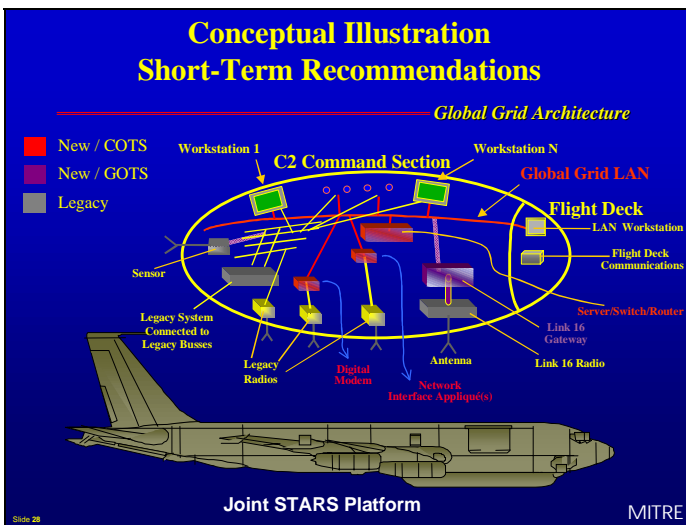 Conceptual Illustration
Short-Term Recommendations
Global Grid Architecture
New / COTS
New / GOTS
Legacy
Workstation 1
C2 Command Section
Workstation N
Global Grid LAN
Flight Deck
LAN Workstation
Flight Deck
Communications
Sensor
Server/Switch/Router
Legacy System
Connected to
Legacy Busses
Link 16
Gateway
Legacy
Radios
Digital
Modem
Network
Interface Appliqué(s)
Antenna
Link 16 Radio
Joint STARS Platform
Slide 28
MITRE